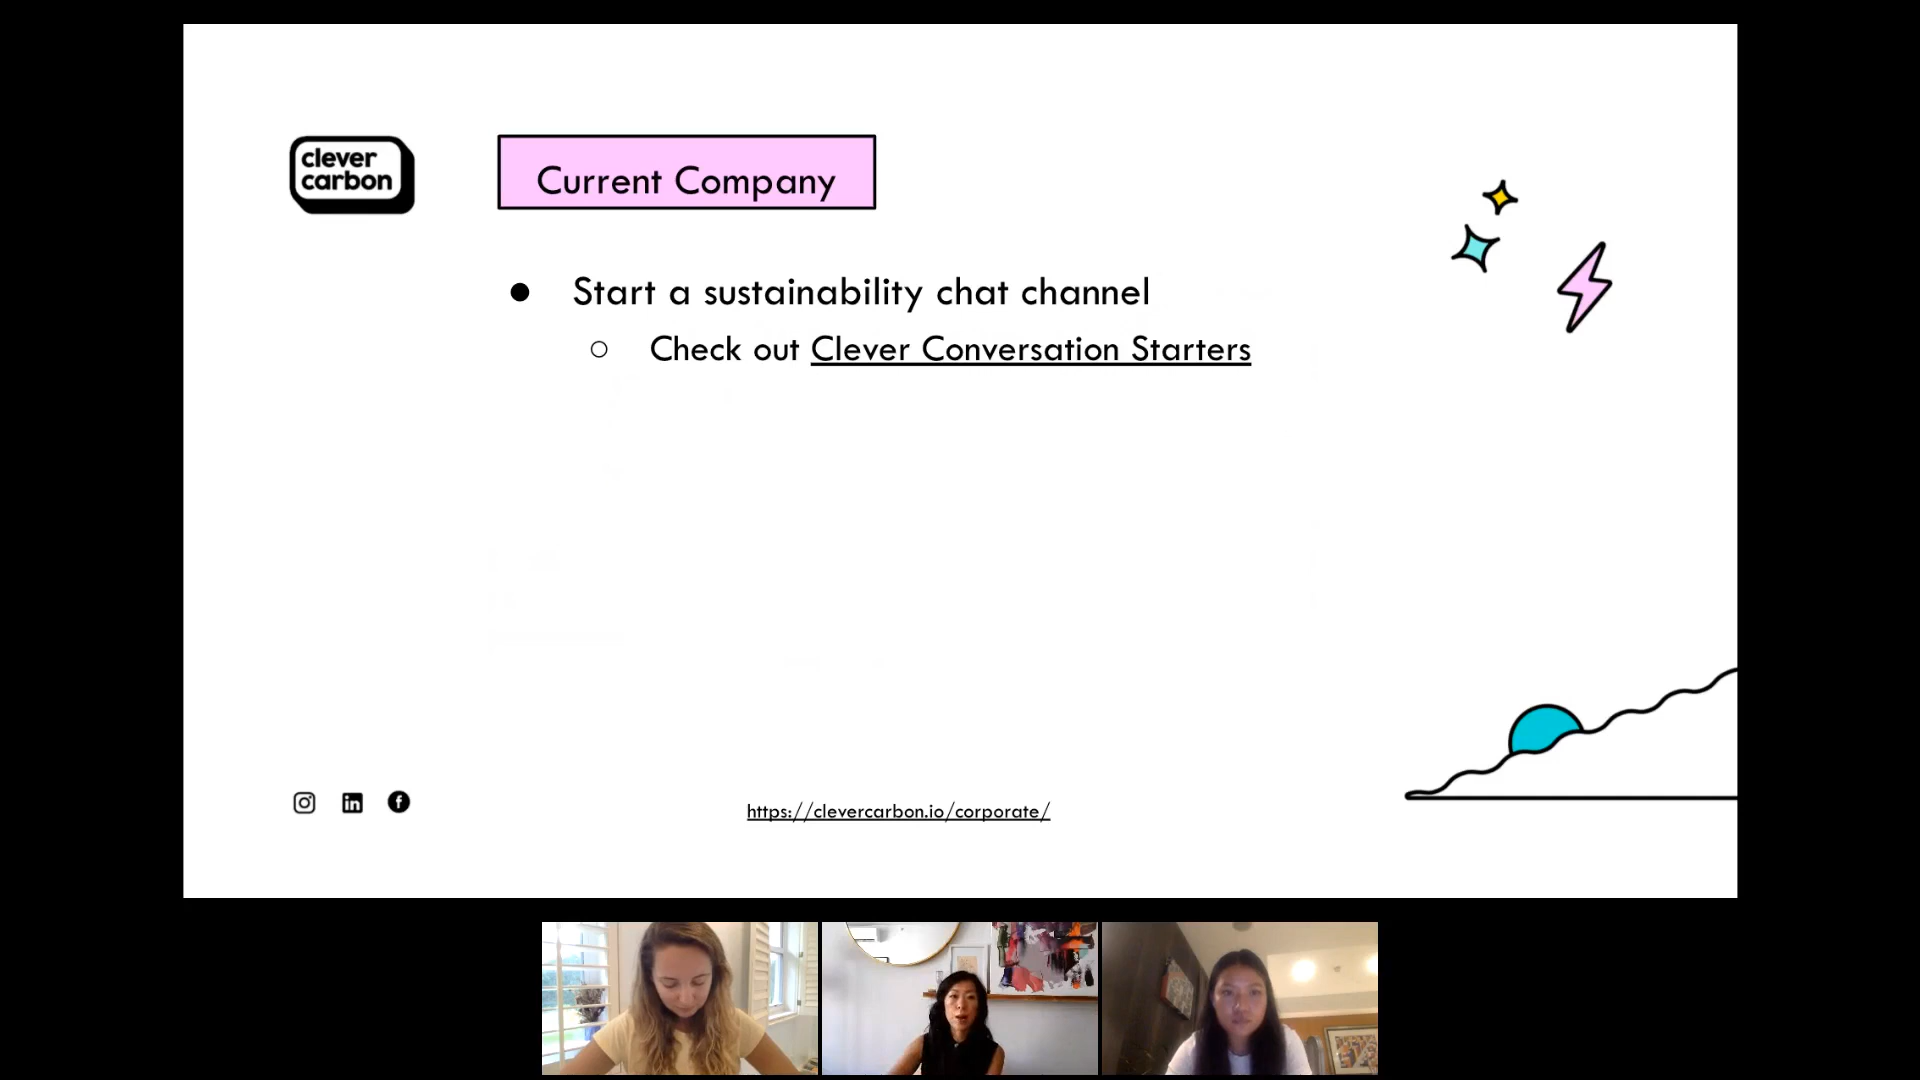 clever
carbon
Current Company
● Start a sustainability chat channel
○ Check out Clever Conversation Starters
https://clevercarbon.io/corporate/